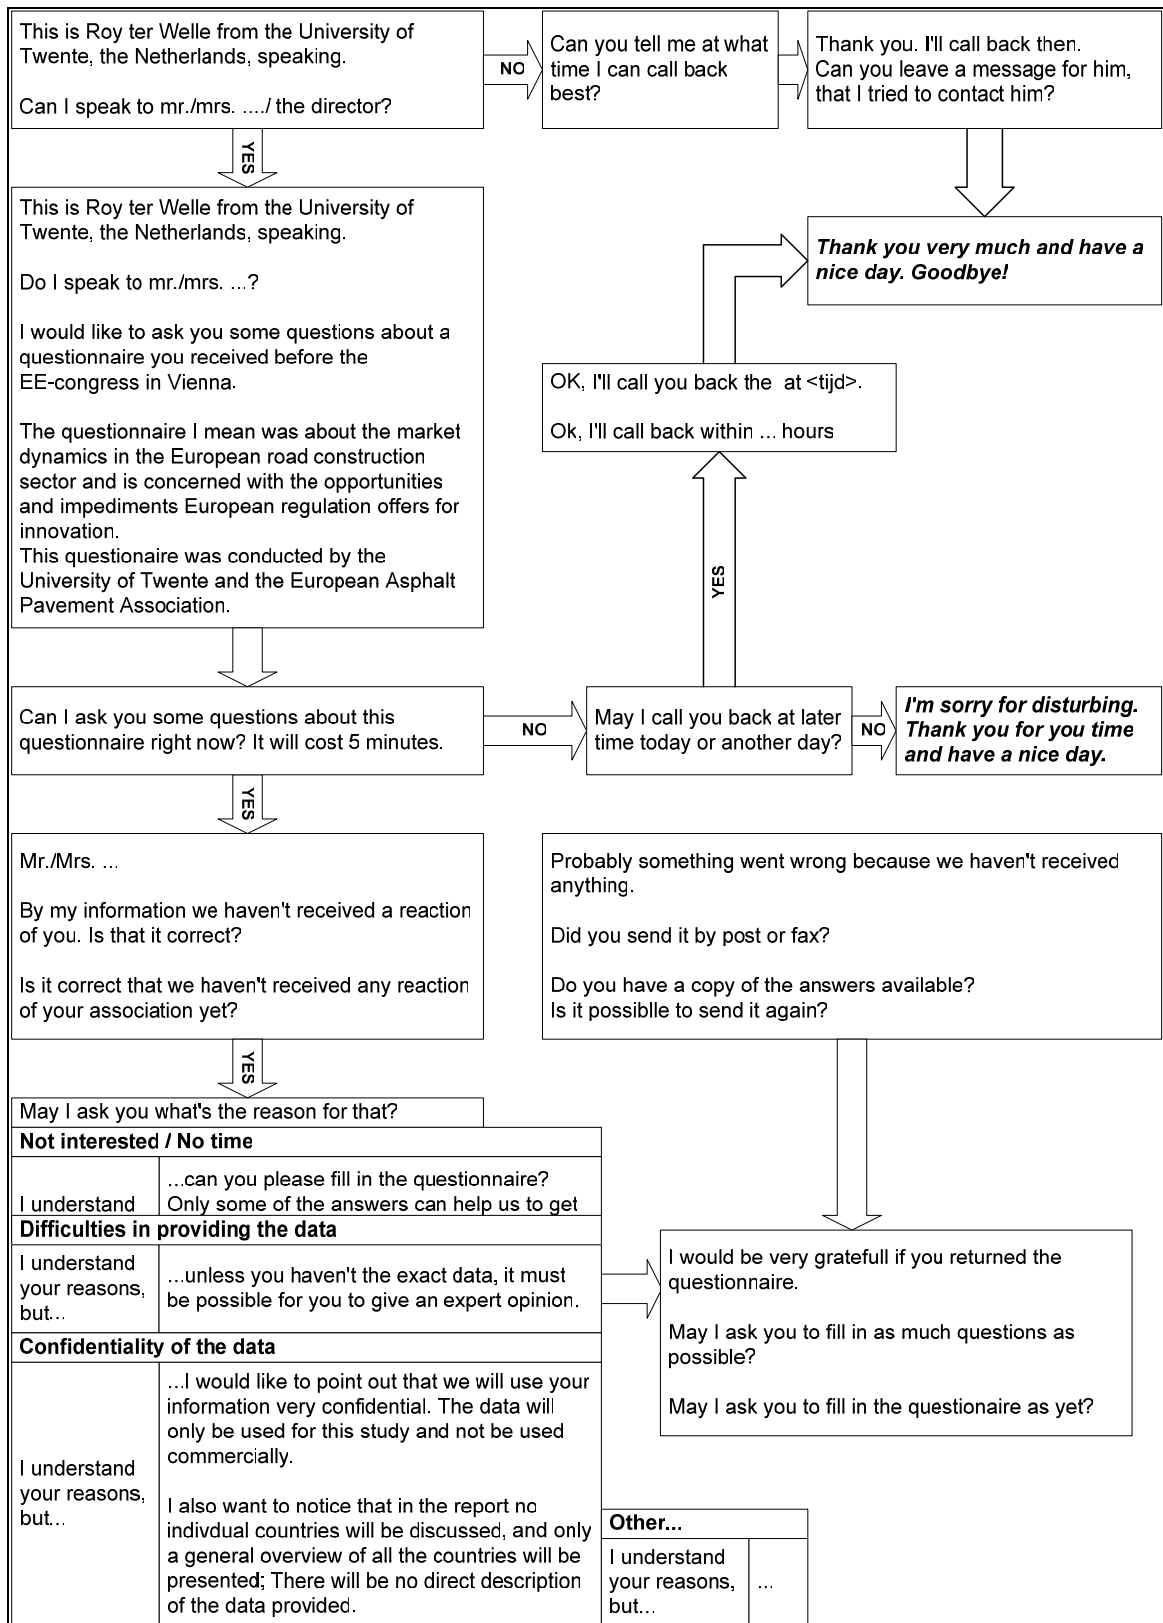 This is Roy ter Welle from the University of
Twente, the Netherlands, speaking.
Can I speak to mr./mrs. ..../ the director?
NO
Can you tell me at what
time I can call back
best?
Thank you. I'll call back then.
Can you leave a message for him,
that I tried to contact him?
YES
This is Roy ter Welle from the University of
Twente, the Netherlands, speaking.
Do I speak to mr./mrs. ...?
I would like to ask you some questions about a
questionnaire you received before the
EE-congress in Vienna.
The questionnaire I mean was about the market
dynamics in the European road construction
sector and is concerned with the opportunities
and impediments European regulation offers for
innovation.
This questionaire was conducted by the
University of Twente and the European Asphalt
Pavement Association.
Thank you very much and have a
nice day. Goodbye!
OK, I'll call you back the  at <tijd>.
Ok, I'll call back within ... hours
YES
Can I ask you some questions about this
questionnaire right now? It will cost 5 minutes.
NO
May I call you back at later
time today or another day?
NO
I'm sorry for disturbing.
Thank you for you time
and have a nice day.
YES
Mr./Mrs. ...
By my information we haven't received a reaction
of you. Is that it correct?
Is it correct that we haven't received any reaction
of your association yet?
Probably something went wrong because we haven't received
anything.
Did you send it by post or fax?
Do you have a copy of the answers available?
Is it possiblle to send it again?
YES
May I ask you what's the reason for that?
Not interested / No time
I understand
...can you please fill in the questionnaire?
Only some of the answers can help us to get
Difficulties in providing the data
I understand
your reasons,
but...
...unless you haven't the exact data, it must
be possible for you to give an expert opinion.
Confidentiality of the data
I understand
your reasons,
but...
...I would like to point out that we will use your
information very confidential. The data will
only be used for this study and not be used
commercially.
I also want to notice that in the report no
indivdual countries will be discussed, and only
a general overview of all the countries will be
presented; There will be no direct description
of the data provided.
I would be very gratefull if you returned the
questionnaire.
May I ask you to fill in as much questions as
possible?
May I ask you to fill in the questionaire as yet?
Other...
I understand
your reasons,
but...
...